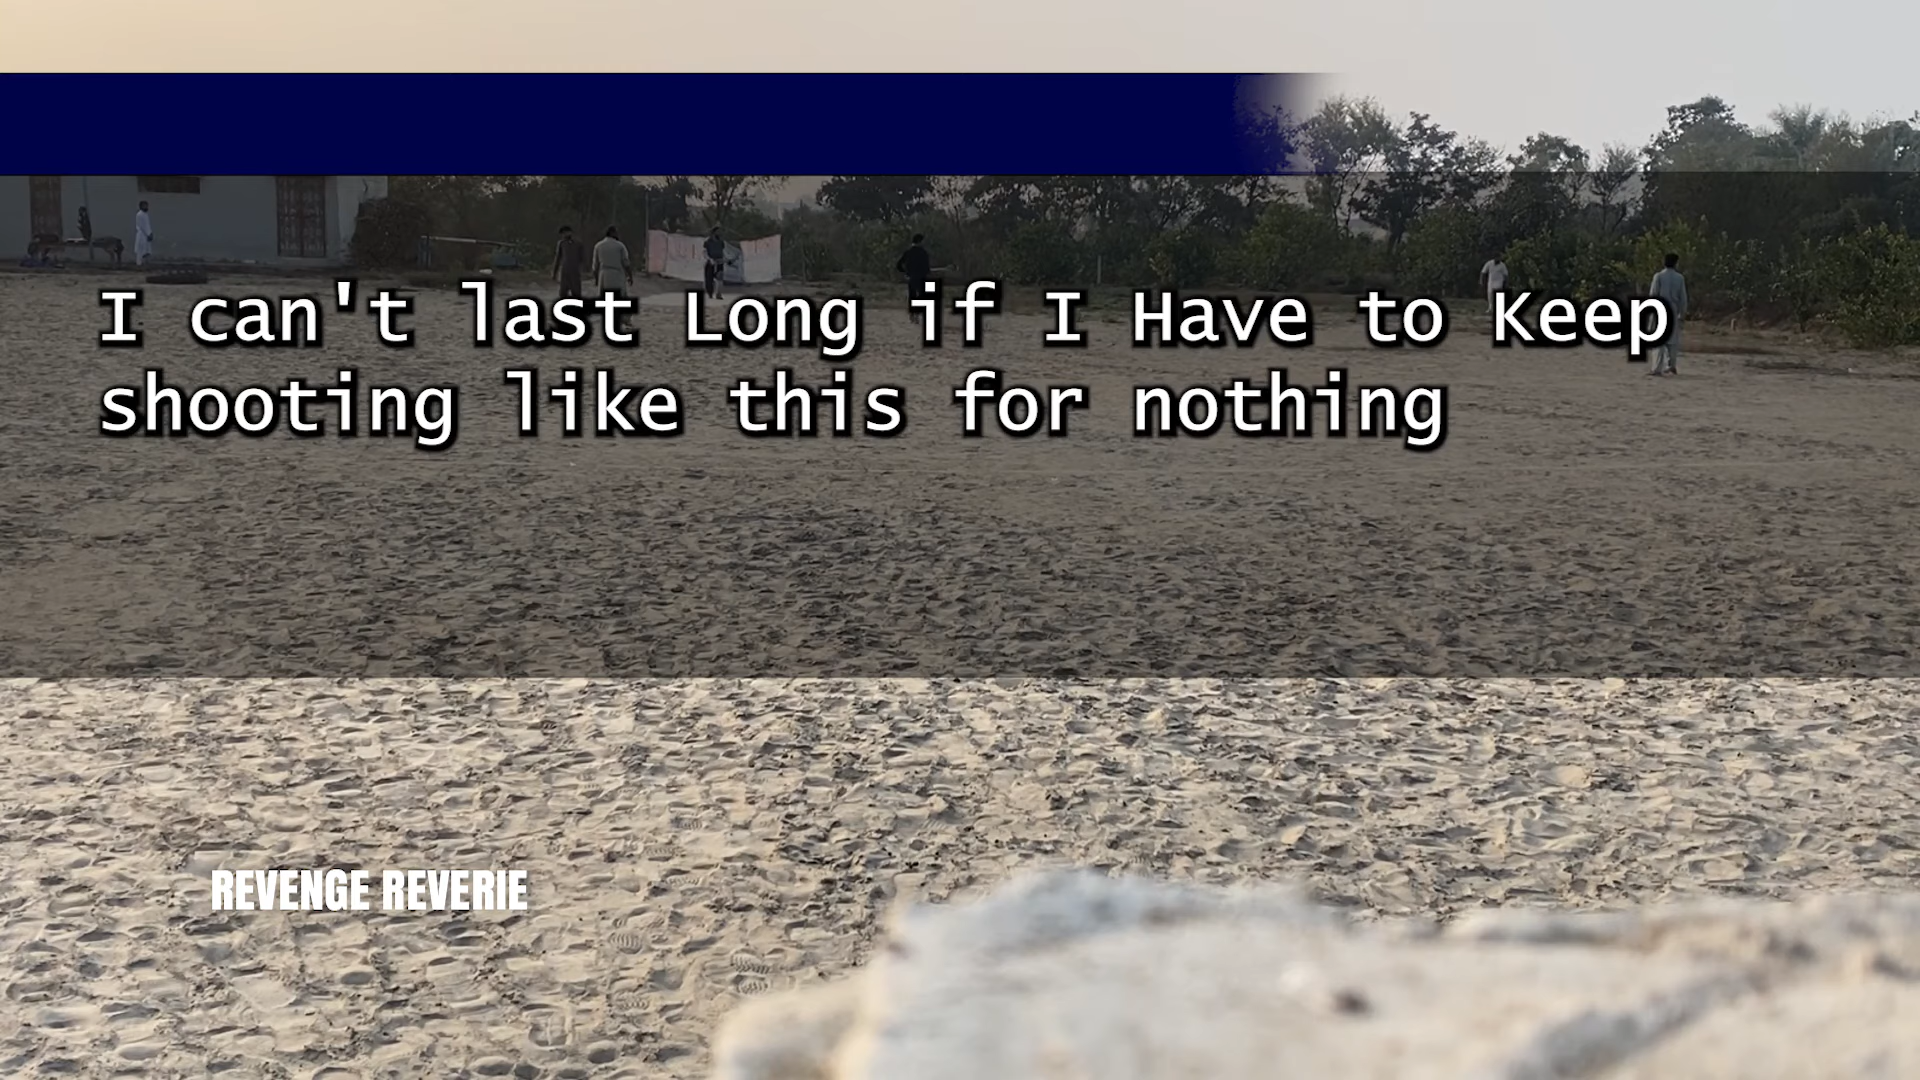 I can't last Long if I Have to Keep
shooting like this for nothing
REVENGE REVERIE